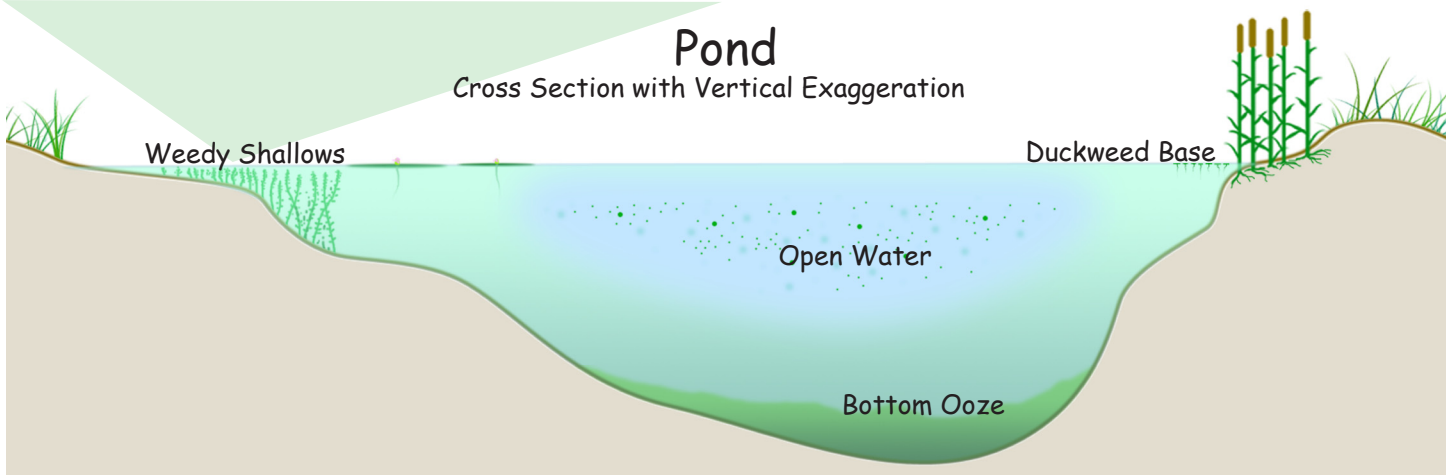 Pond
Cross Section with Vertical Exaggeration
Weedy Shallows
Duckweed Base
Open Water
Bottom Ooze